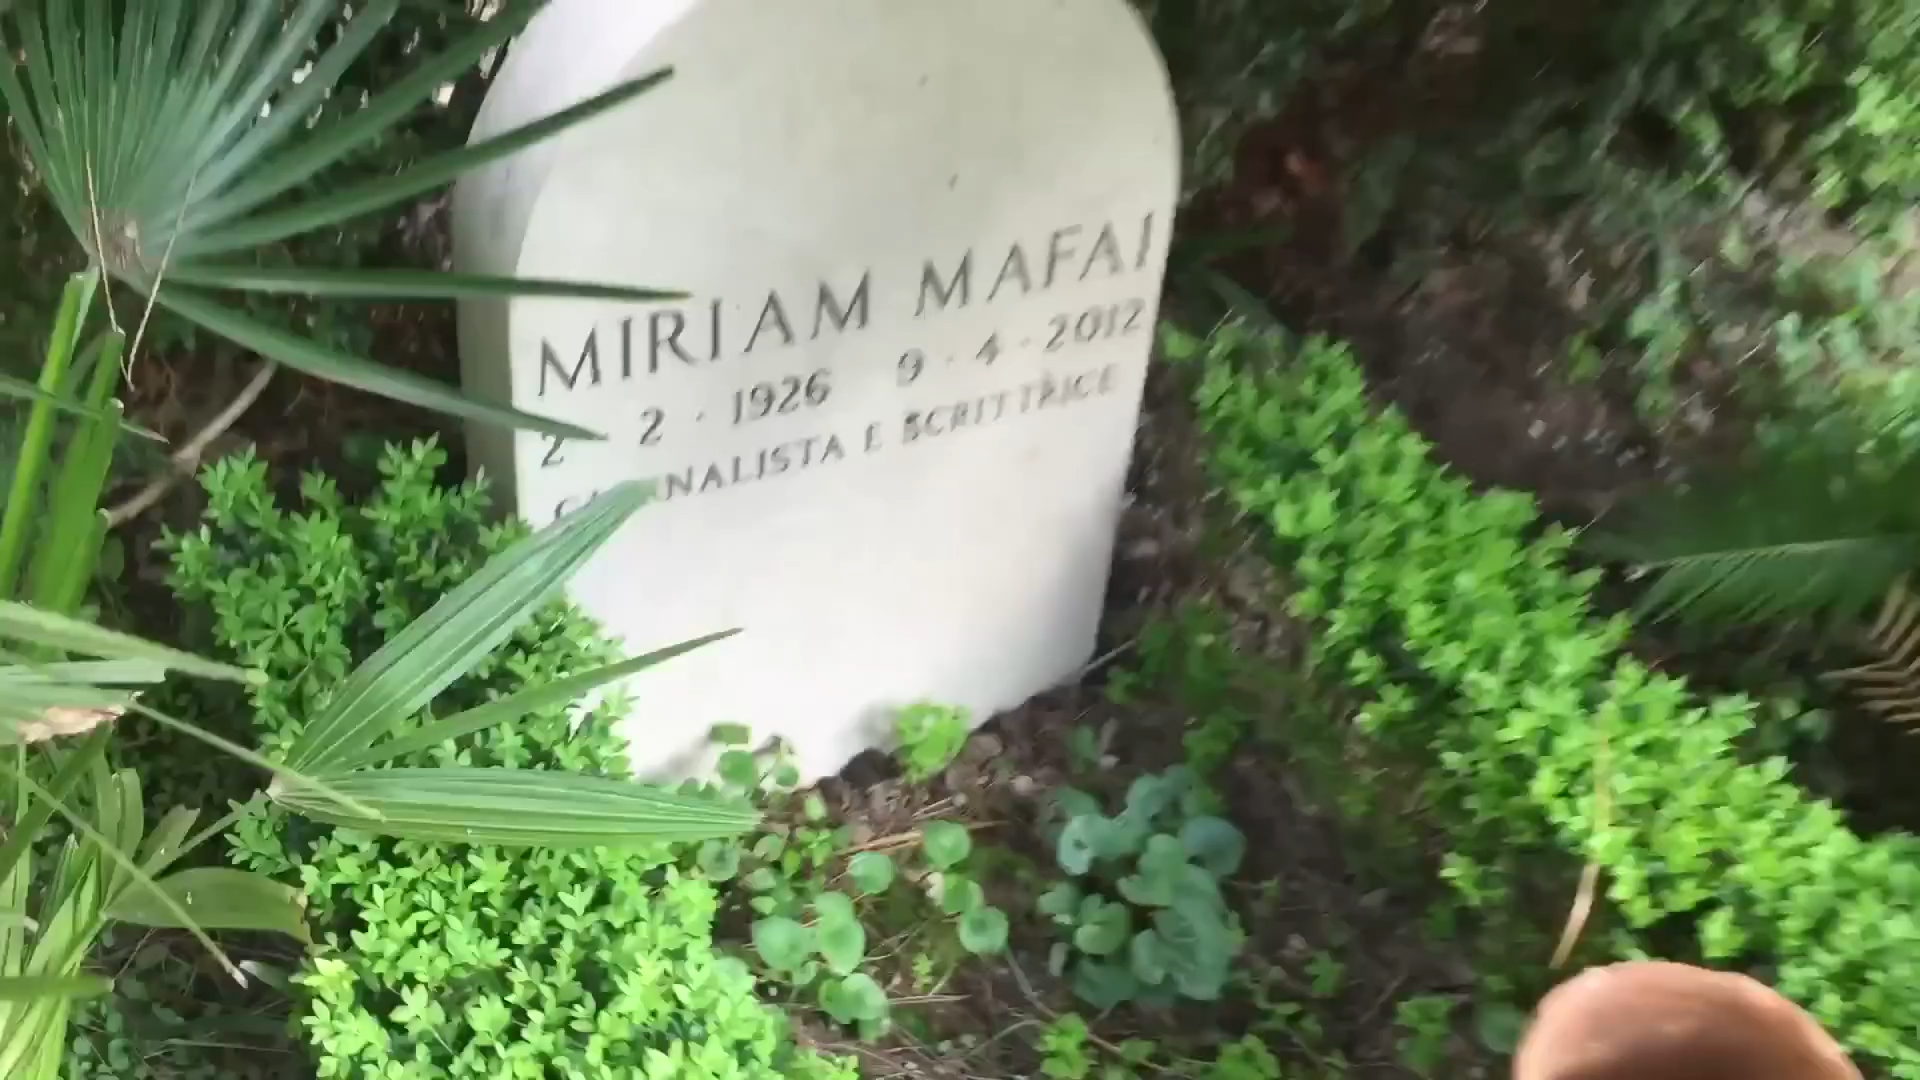 MIRIAM MAFAI
2 2 · 1926 9 · 4 · 2012
E SCRITTRICE